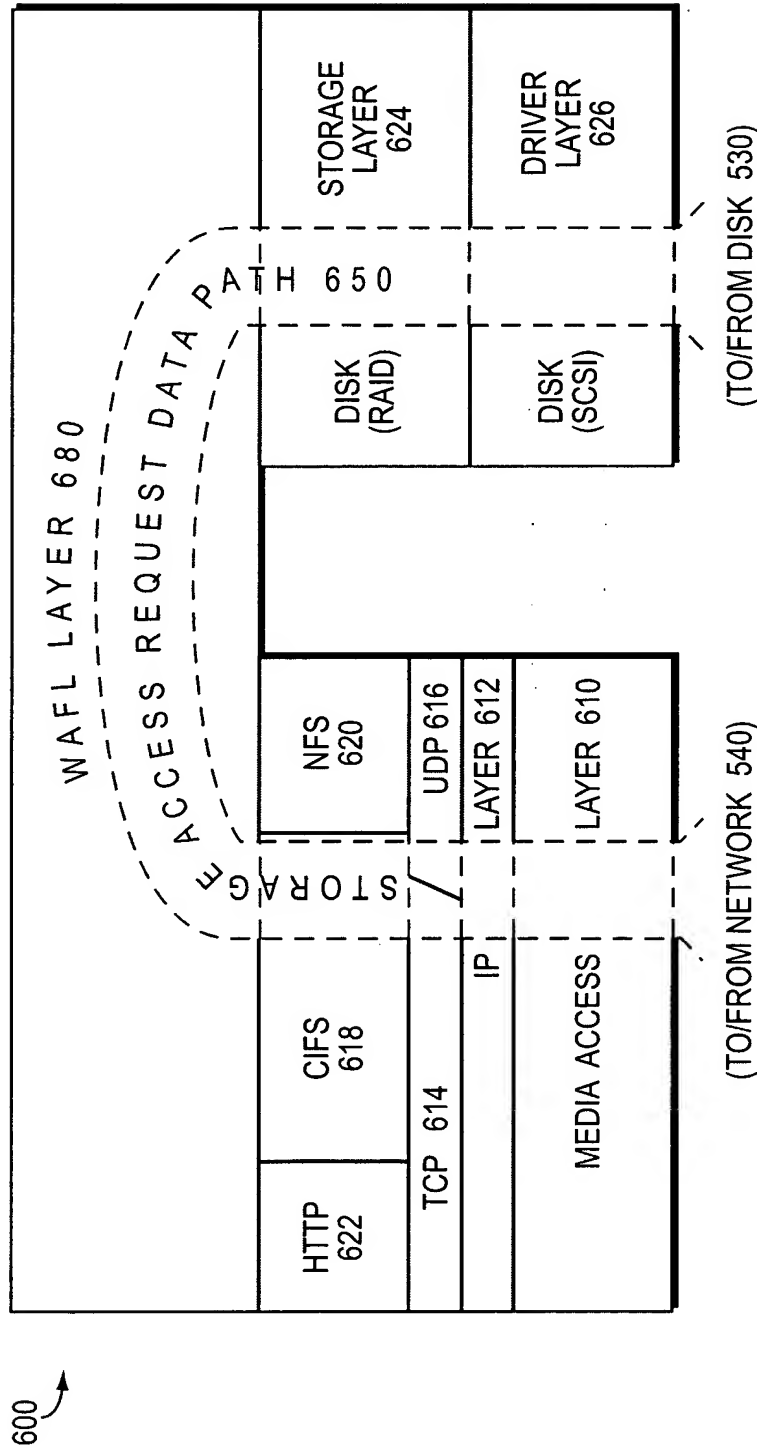 600
WAFL LAYER 680
STORAGE ACCESS REQUEST DATA PATH 650
HTTP
622
CIFS
618
NFS
620
TCP 614
UDP 616
IP
LAYER 612
MEDIA ACCESS
LAYER 610
(TO/FROM NETWORK 540)
DISK
(RAID)
STORAGE
LAYER
624
DISK
(SCSI)
DRIVER
LAYER
626
(TO/FROM DISK 530)